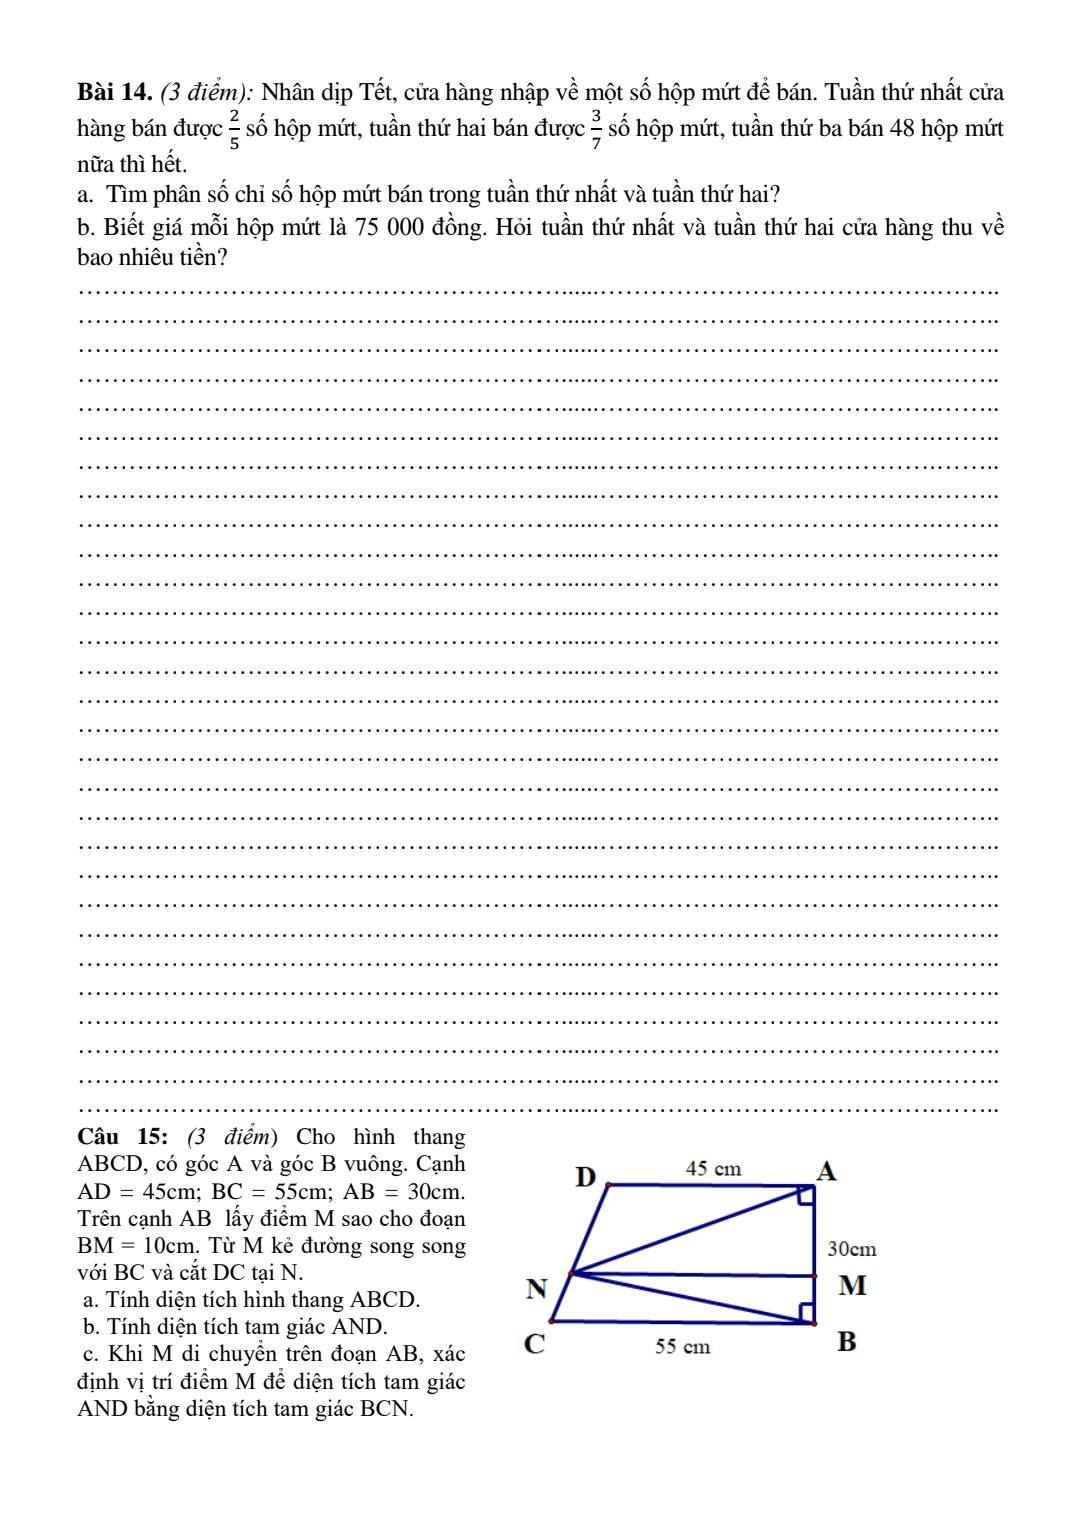 Bài 14. (3 điểm): Nhân dịp Tết, cửa hàng nhập về một số hộp mứt để bán. Tuần thứ nhất cửa
hàng bán được 2/5 số hộp mứt, tuần thứ hai bán được 3/7 số hộp mứt, tuần thứ ba bán 48 hộp mứt
nữa thì hết.
a. Tìm phân số chỉ số hộp mứt bán trong tuần thứ nhất và tuần thứ hai?
b. Biết giá mỗi hộp mứt là 75 000 đồng. Hỏi tuần thứ nhất và tuần thứ hai cửa hàng thu về
bao nhiêu tiền?
Câu 15: (3 điểm) Cho hình thang
ABCD, có góc A và góc B vuông. Cạnh
AD = 45cm; BC = 55cm; AB = 30cm.
Trên cạnh AB lấy điểm M sao cho đoạn
BM = 10cm. Từ M kẻ đường song song
với BC và cắt DC tại N.
a. Tính diện tích hình thang ABCD.
b. Tính diện tích tam giác AND.
c. Khi M di chuyển trên đoạn AB, xác
định vị trí điểm M để diện tích tam giác
AND bằng diện tích tam giác BCN.
D 45 cm A
30cm
N M
C 55 cm B